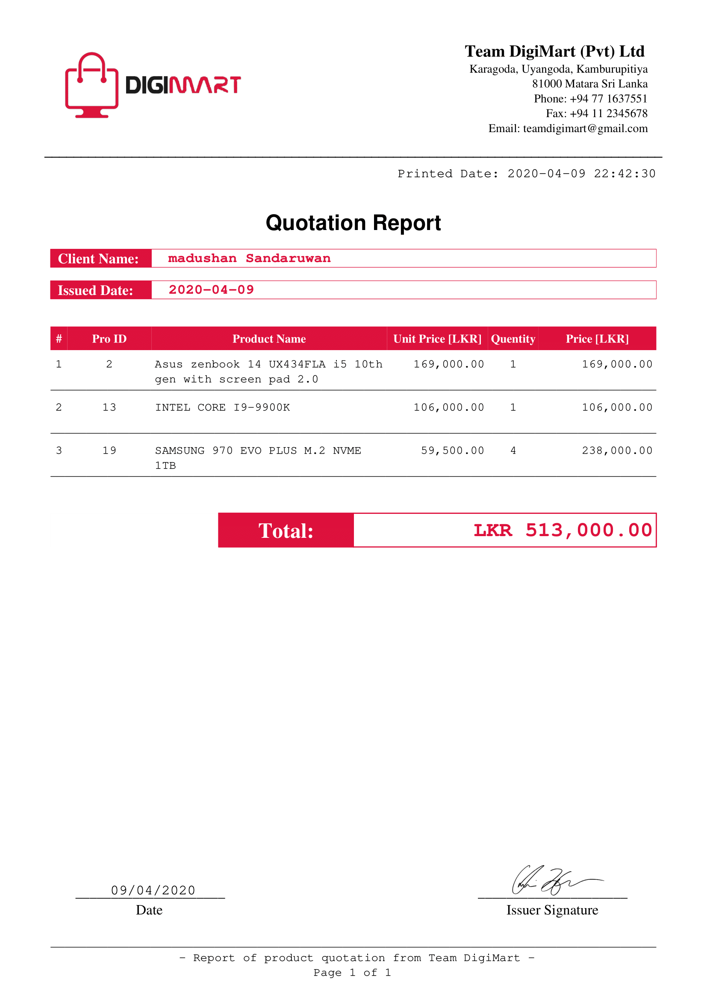 DIGIMART
Team DigiMart (Pvt) Ltd
Karagoda, Uyangoda, Kamburupitiya
81000 Matara Sri Lanka
Phone: +94 77 1637551
Fax: +94 11 2345678
Email: teamdigimart@gmail.com
Printed Date: 2020-04-09 22:42:30
Quotation Report
Client Name: madushan Sandaruwan
Issued Date: 2020-04-09
# Pro ID Product Name Unit Price [LKR] Quentity Price [LKR]
1 2 Asus zenbook 14 UX434FLA i5 10th 169,000.00 1 169,000.00
gen with screen pad 2.0
2 13 INTEL CORE I9-9900K 106,000.00 1 106,000.00
3 19 SAMSUNG 970 EVO PLUS M.2 NVME 59,500.00 4 238,000.00
1TB
Total: LKR 513,000.00
09/04/2020
Date Issuer Signature
- Report of product quotation from Team DigiMart -
Page 1 of 1